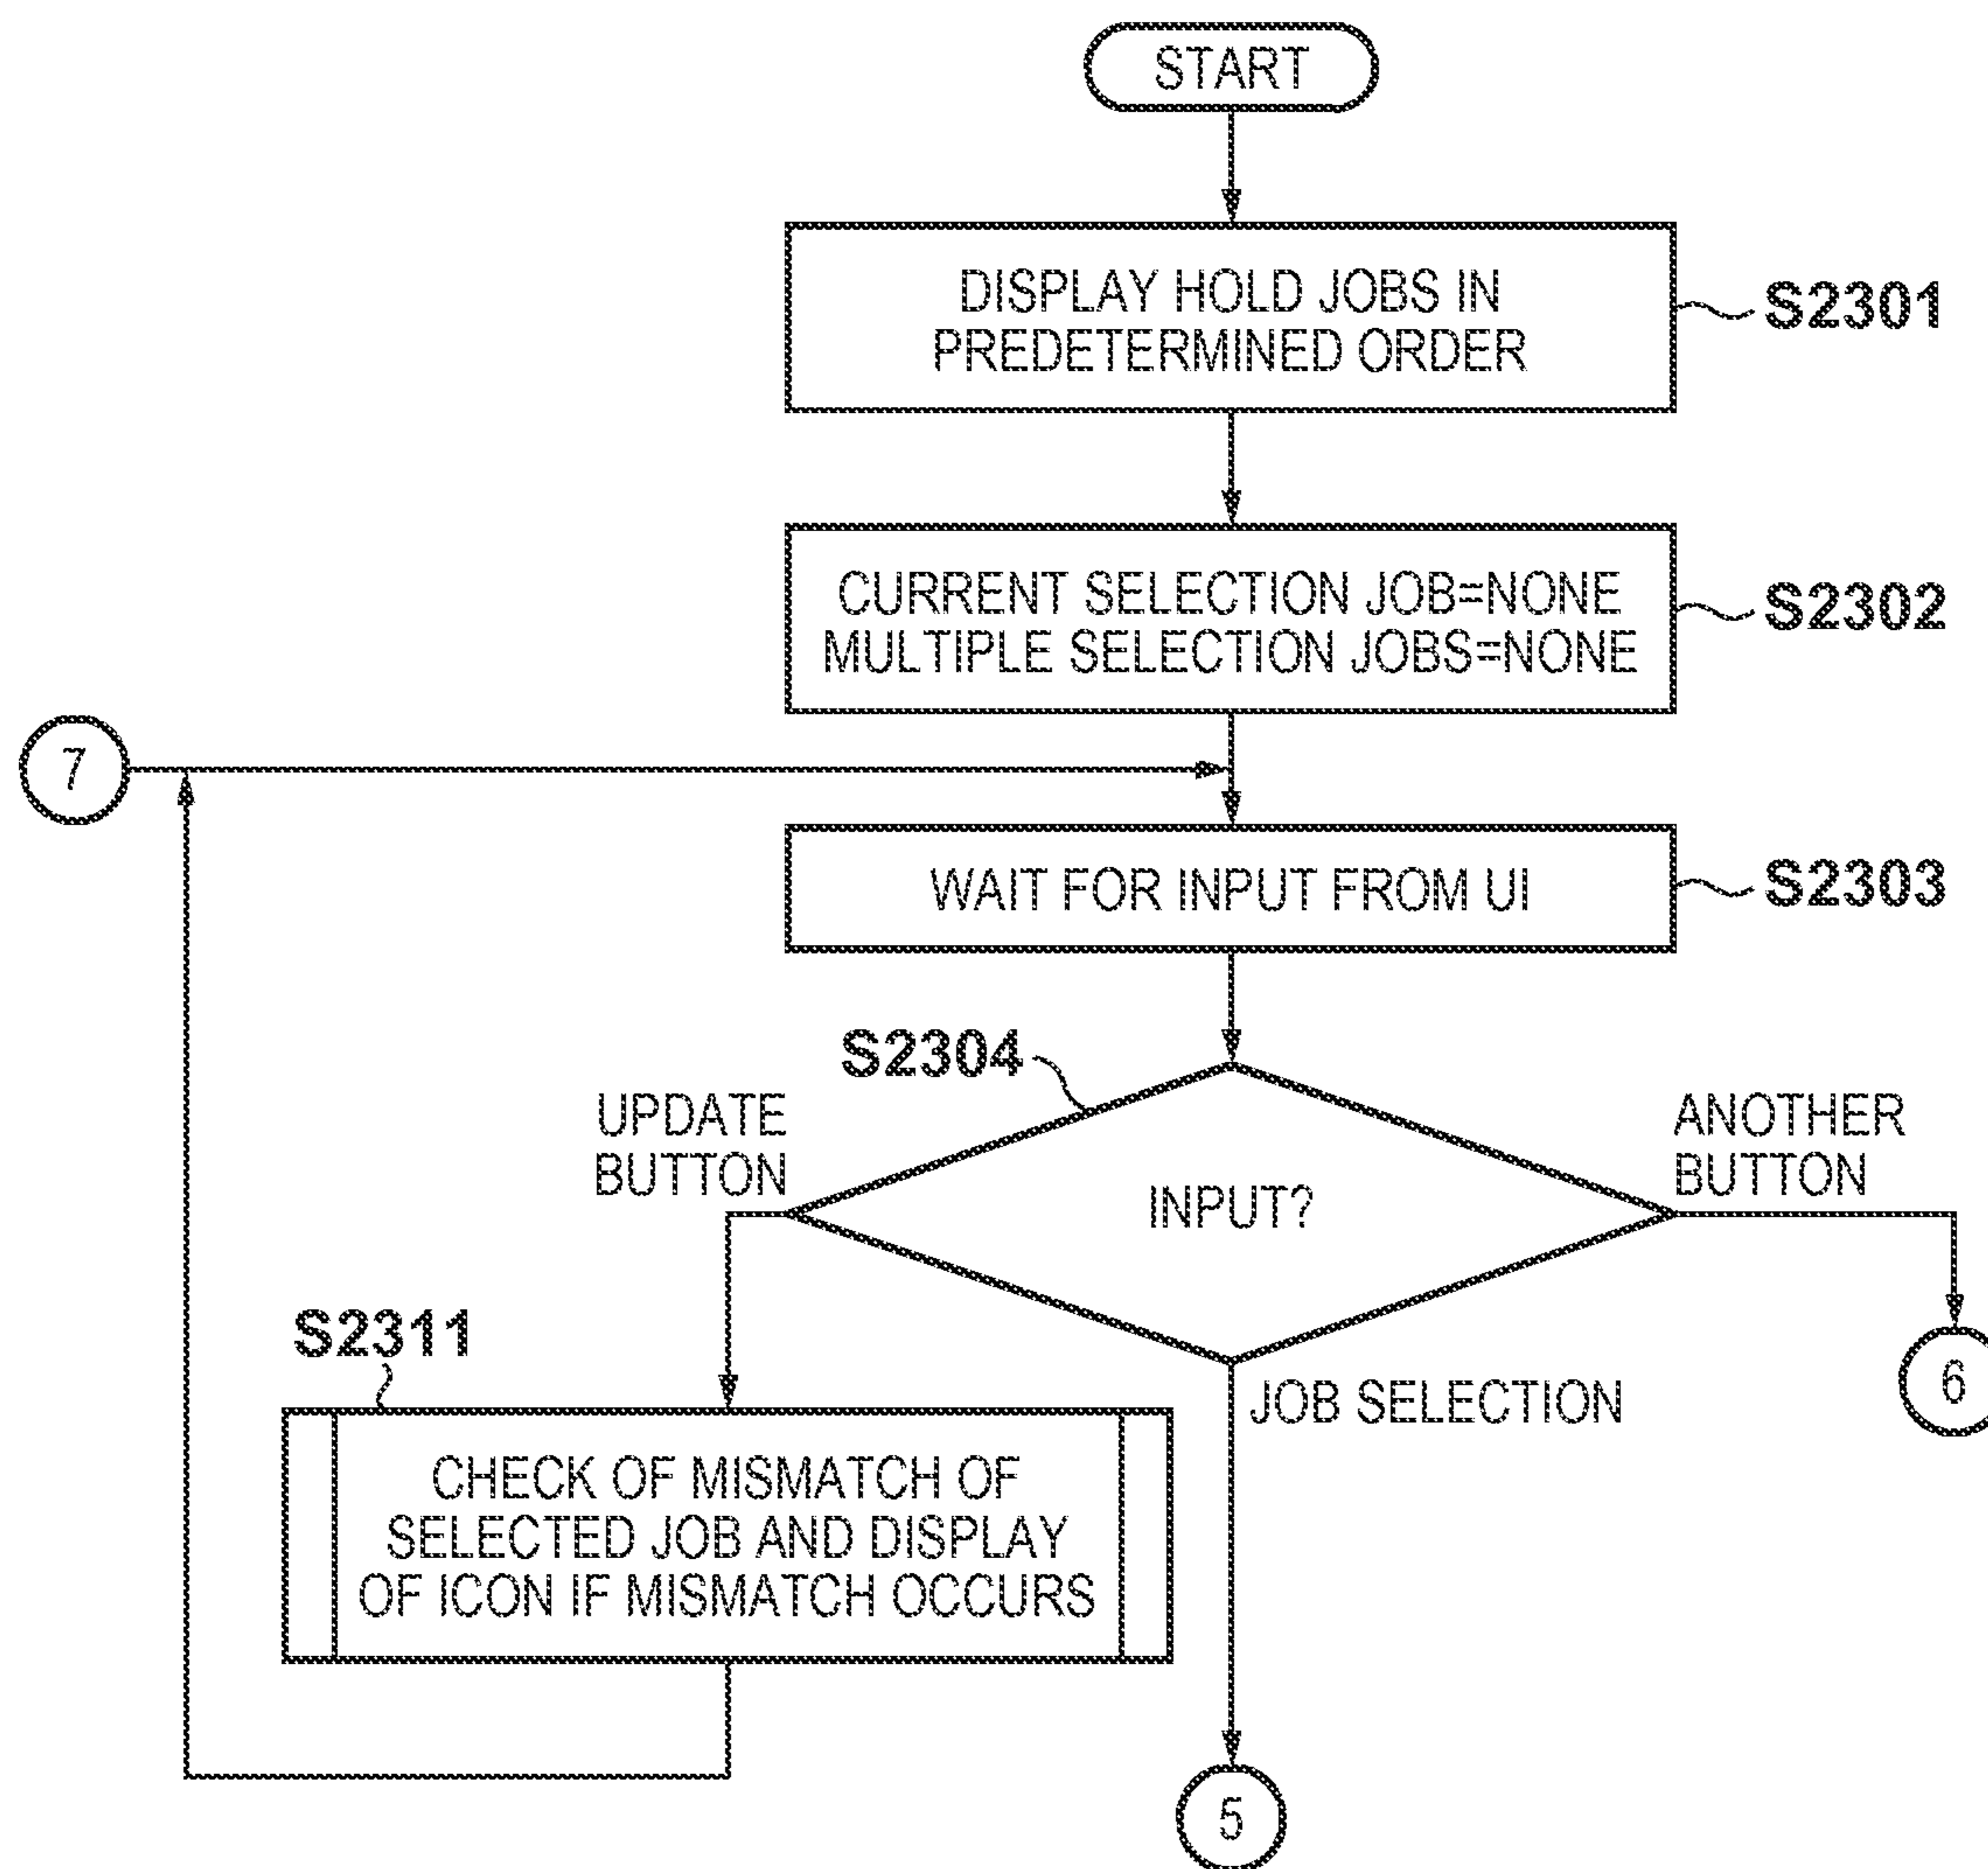 START
DISPLAY HOLD JOBS IN
PREDETERMINED ORDER
S2301
CURRENT SELECTION JOB=NONE
MULTIPLE SELECTION JOBS=NONE
S2302
7
WAIT FOR INPUT FROM UI
S2303
S2304
UPDATE
BUTTON
INPUT?
ANOTHER
BUTTON
S2311
JOB SELECTION
6
CHECK OF MISMATCH OF
SELECTED JOB AND DISPLAY
OF ICON IF MISMATCH OCCURS
5